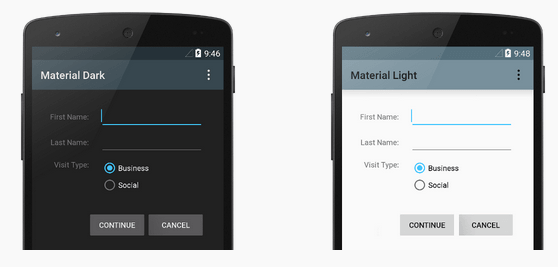 9:46
Material Dark
First Name:
Last Name:
Visit Type:
Business
Social
CONTINUE
CANCEL
9:48
Material Light
First Name:
Last Name:
Visit Type:
Business
Social
CONTINUE
CANCEL